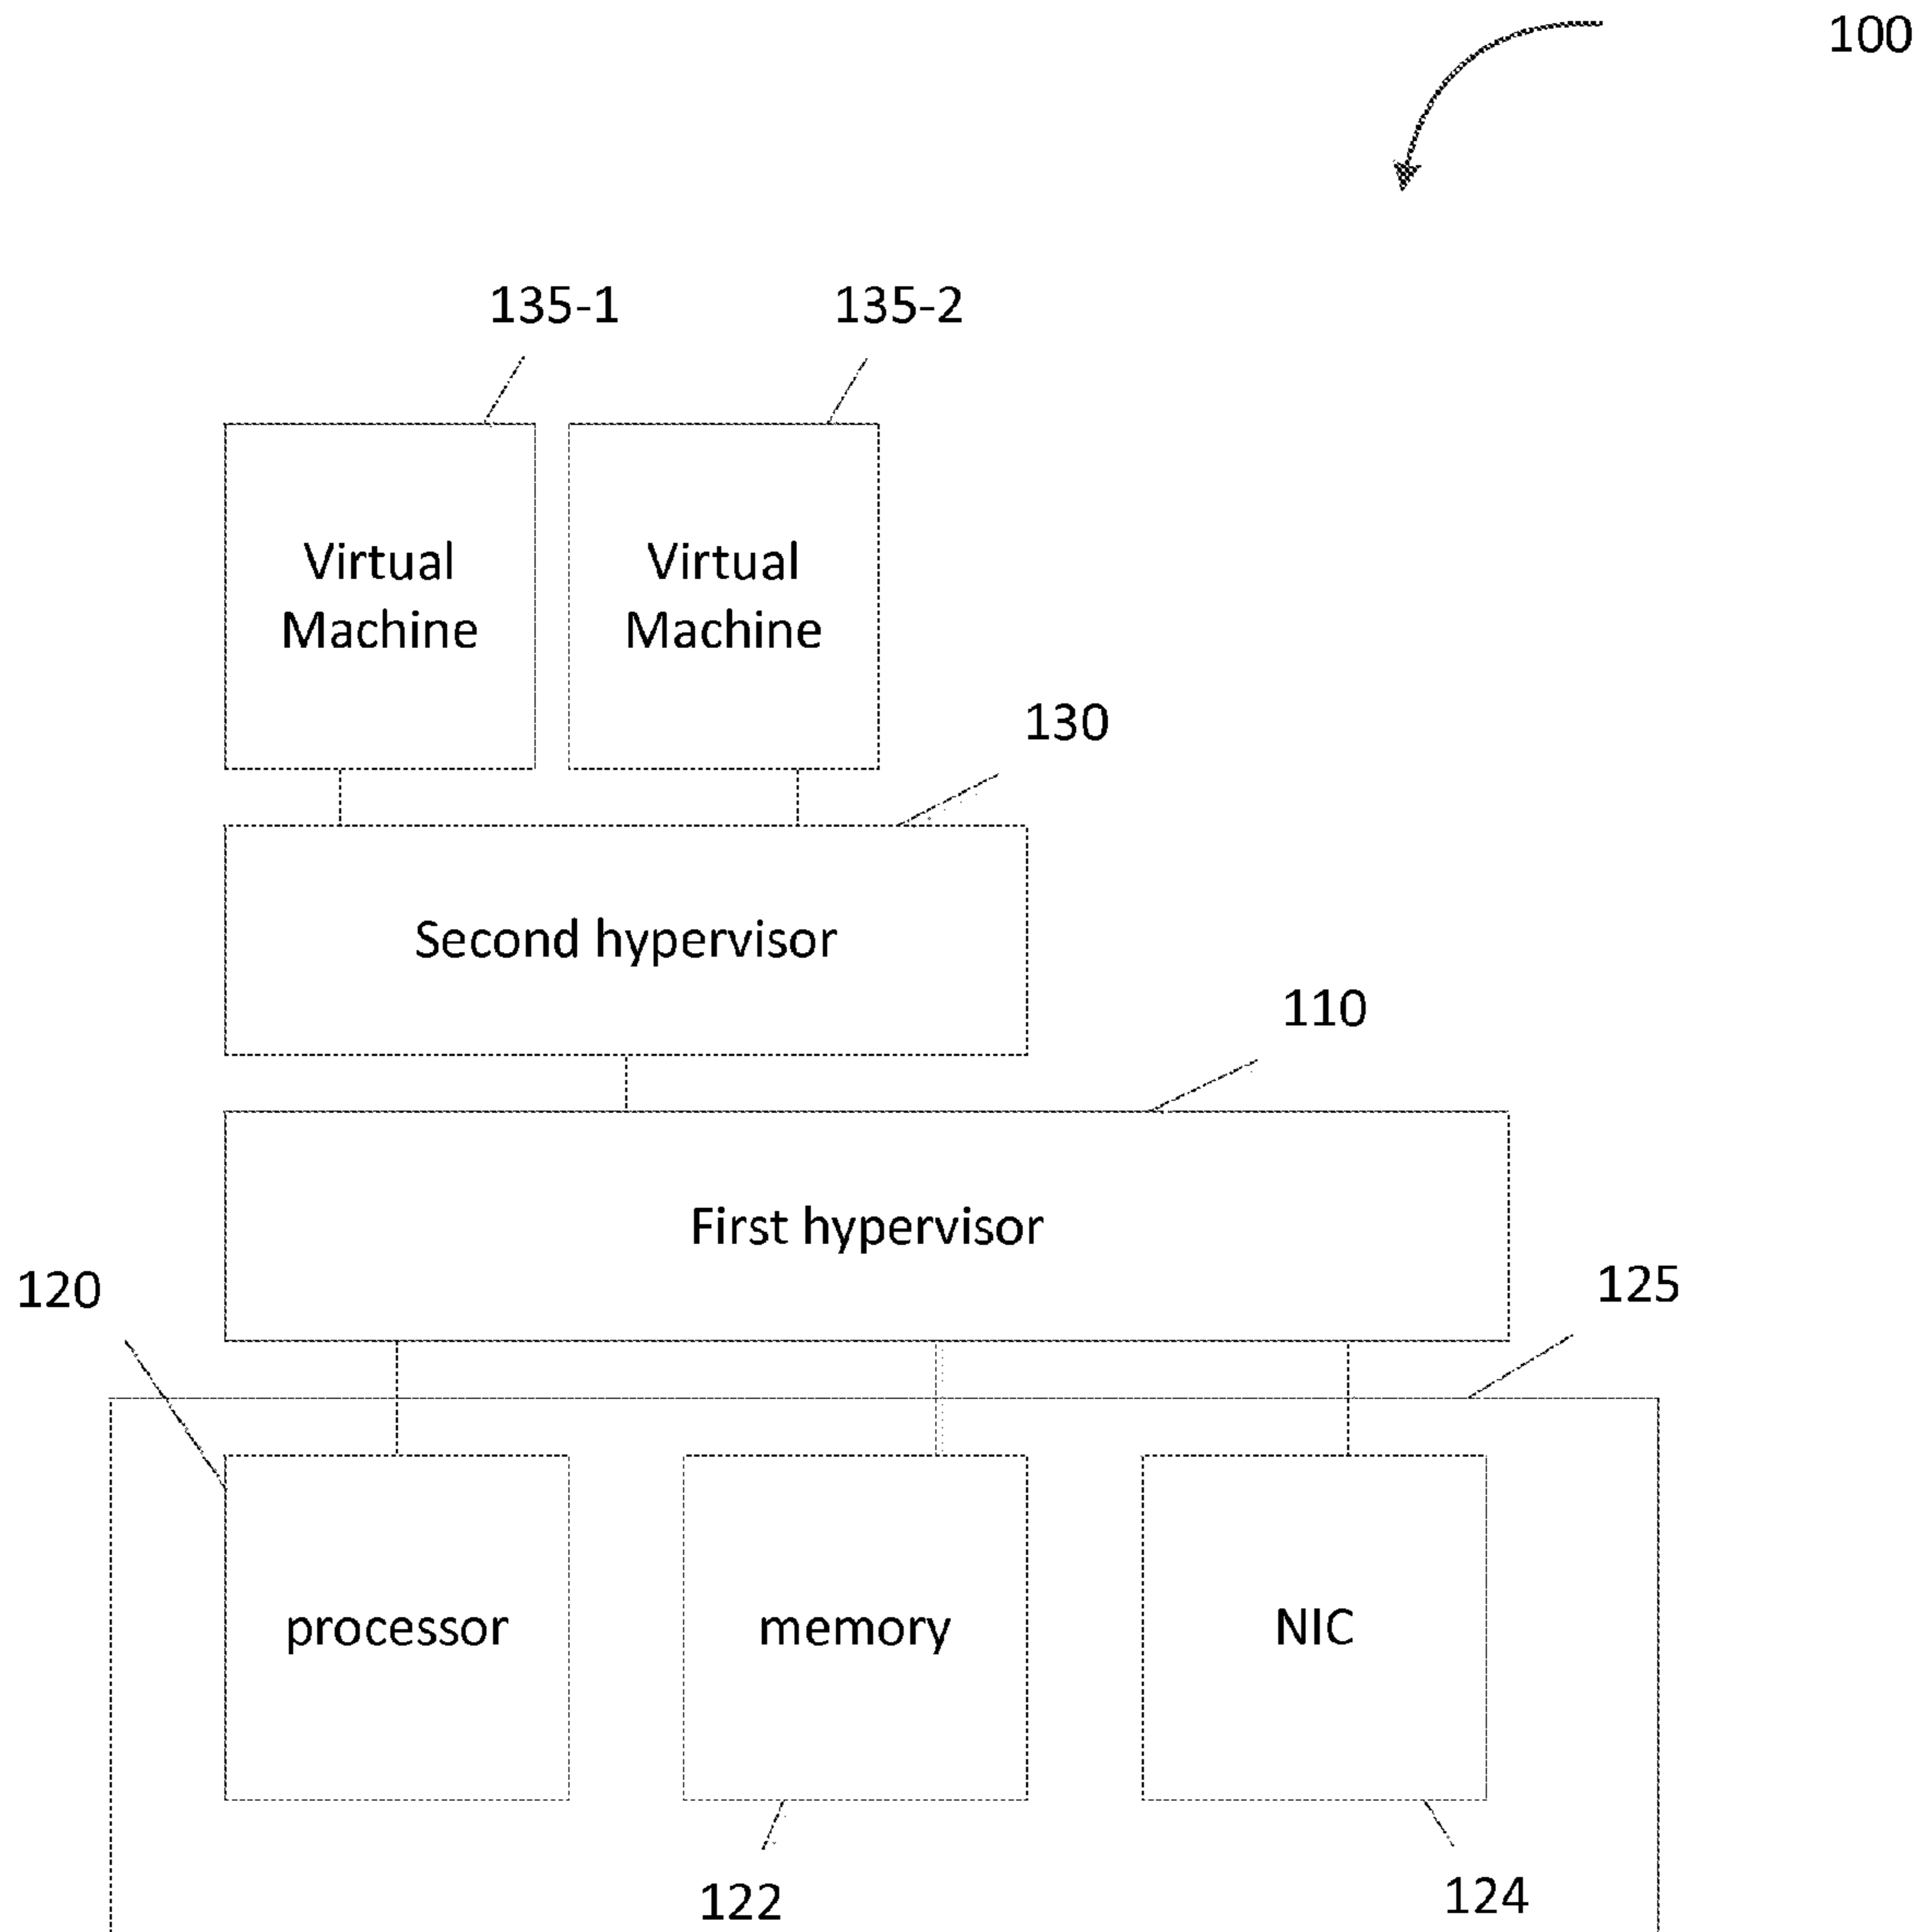 100
135-1
135-2
Virtual
Machine
Virtual
Machine
130
Second hypervisor
110
First hypervisor
120
125
processor
memory
NIC
122
124